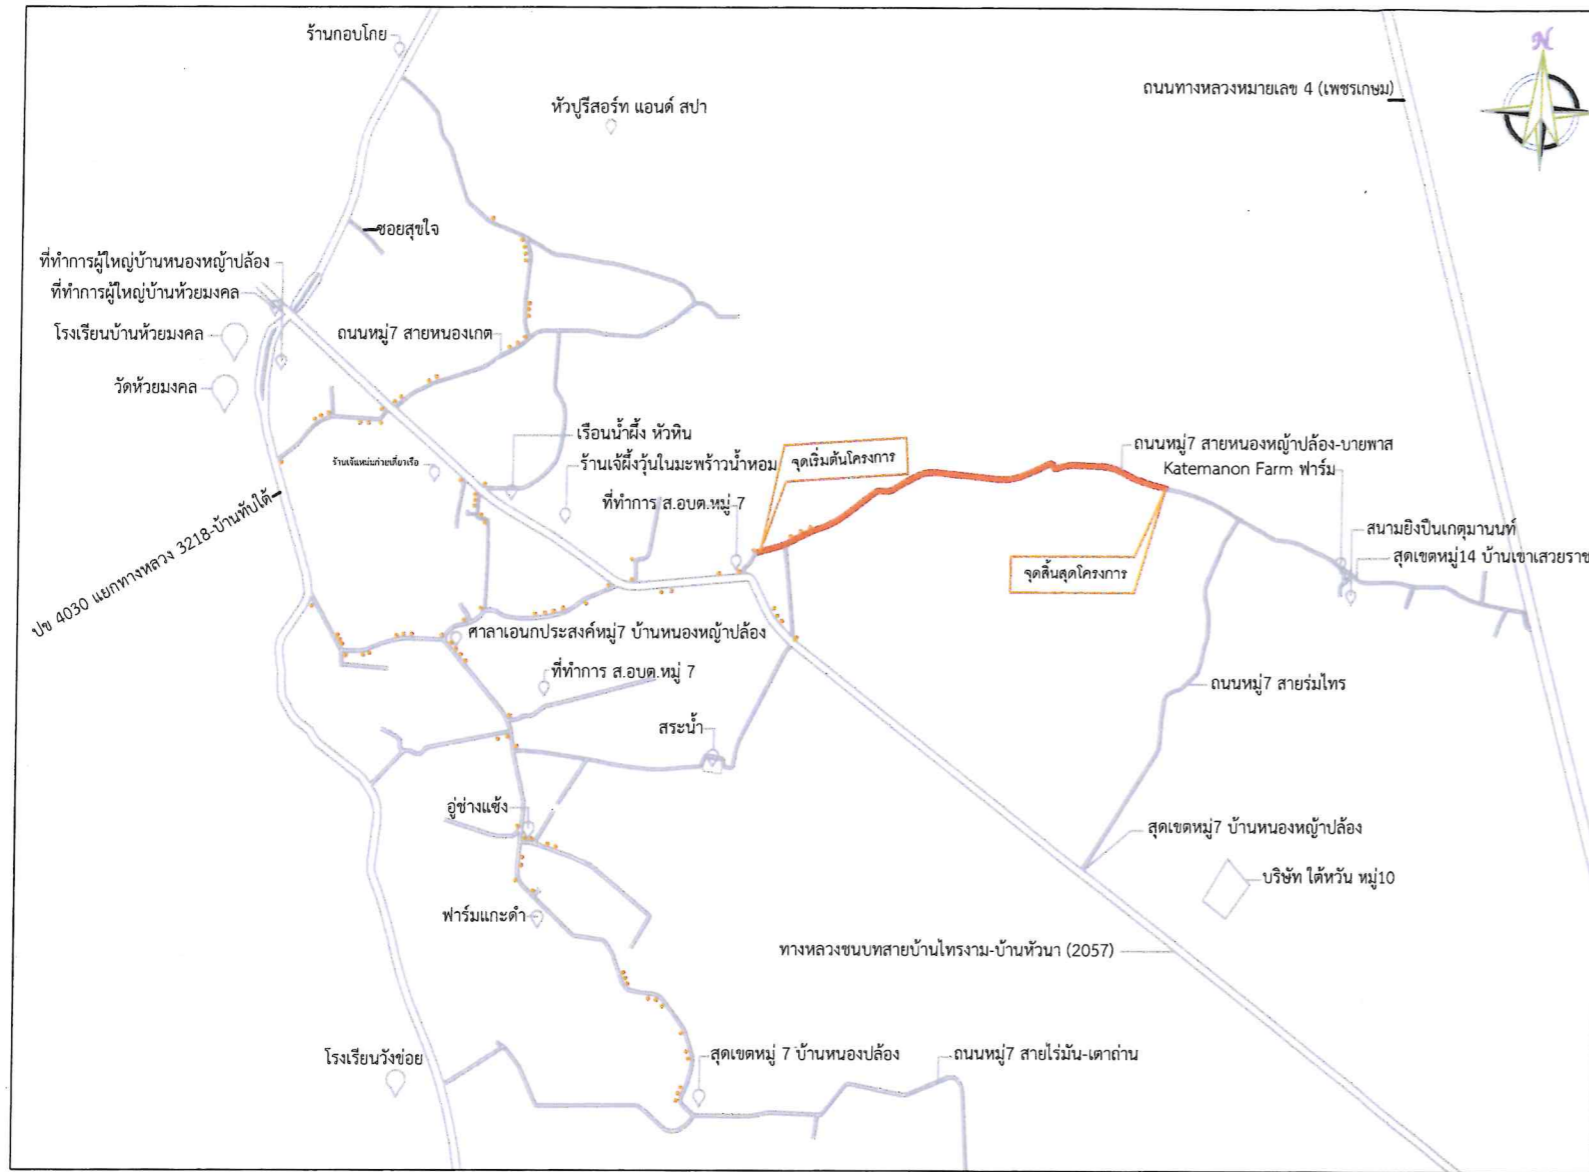 ร้านกอบโกย
N
ถนนทางหลวงหมายเลข 4 (เพชรเกษม)
หัวปูรีสอร์ท แอนด์ สปา
ซอยสุขใจ
ที่ทำการผู้ใหญ่บ้านหนองหญ้าปล้อง
ที่ทำการผู้ใหญ่บ้านห้วยมงคล
โรงเรียนบ้านห้วยมงคล
ถนนหมู่7 สายหนองเกต
วัดห้วยมงคล
เรือนน้ำผึ้ง หัวหิน
ร้านเจ้แหม่มก๋วยเตี๋ยวเรือ
ร้านเจ้ผึ้งวุ้นในมะพร้าวน้ำหอม
จุดเริ่มต้นโครงการ
ถนนหมู่7 สายหนองหญ้าปล้อง-บายพาส
Katemanon Farm ฟาร์ม
ที่ทำการ ส.อบต.หมู่ 7
สนามยิงปืนเกตุมานนท์
สุดเขตหมู่14 บ้านเขาเสวยราช
จุดสิ้นสุดโครงการ
ปข 4030 แยกทางหลวง 3218-บ้านทับใต้
ศาลาเอนกประสงค์หมู่7 บ้านหนองหญ้าปล้อง
ที่ทำการ ส.อบต.หมู่ 7
ถนนหมู่7 สายร่มไทร
สระน้ำ
อู่ช่างแซ้ง
สุดเขตหมู่7 บ้านหนองหญ้าปล้อง
บริษัท ใต้หวัน หมู่10
ฟาร์มแกะดำ
ทางหลวงชนบทสายบ้านไทรงาม-บ้านหัวนา (2057)
โรงเรียนวังข่อย
สุดเขตหมู่ 7 บ้านหนองปล้อง
ถนนหมู่7 สายไร่มัน-เตาถ่าน